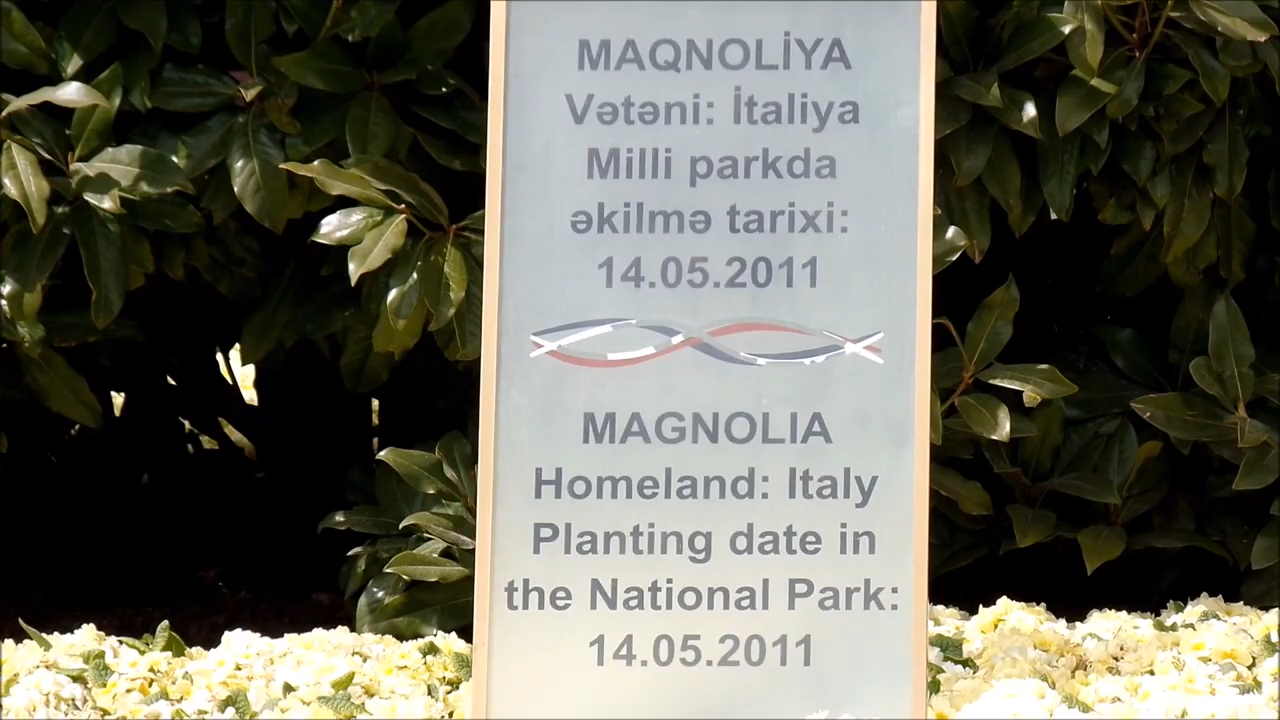 MAQNOLİYA
Vətəni: İtaliya
Milli parkda
əkilmə tarixi:
14.05.2011
MAGNOLIA
Homeland: Italy
Planting date in
the National Park:
14.05.2011